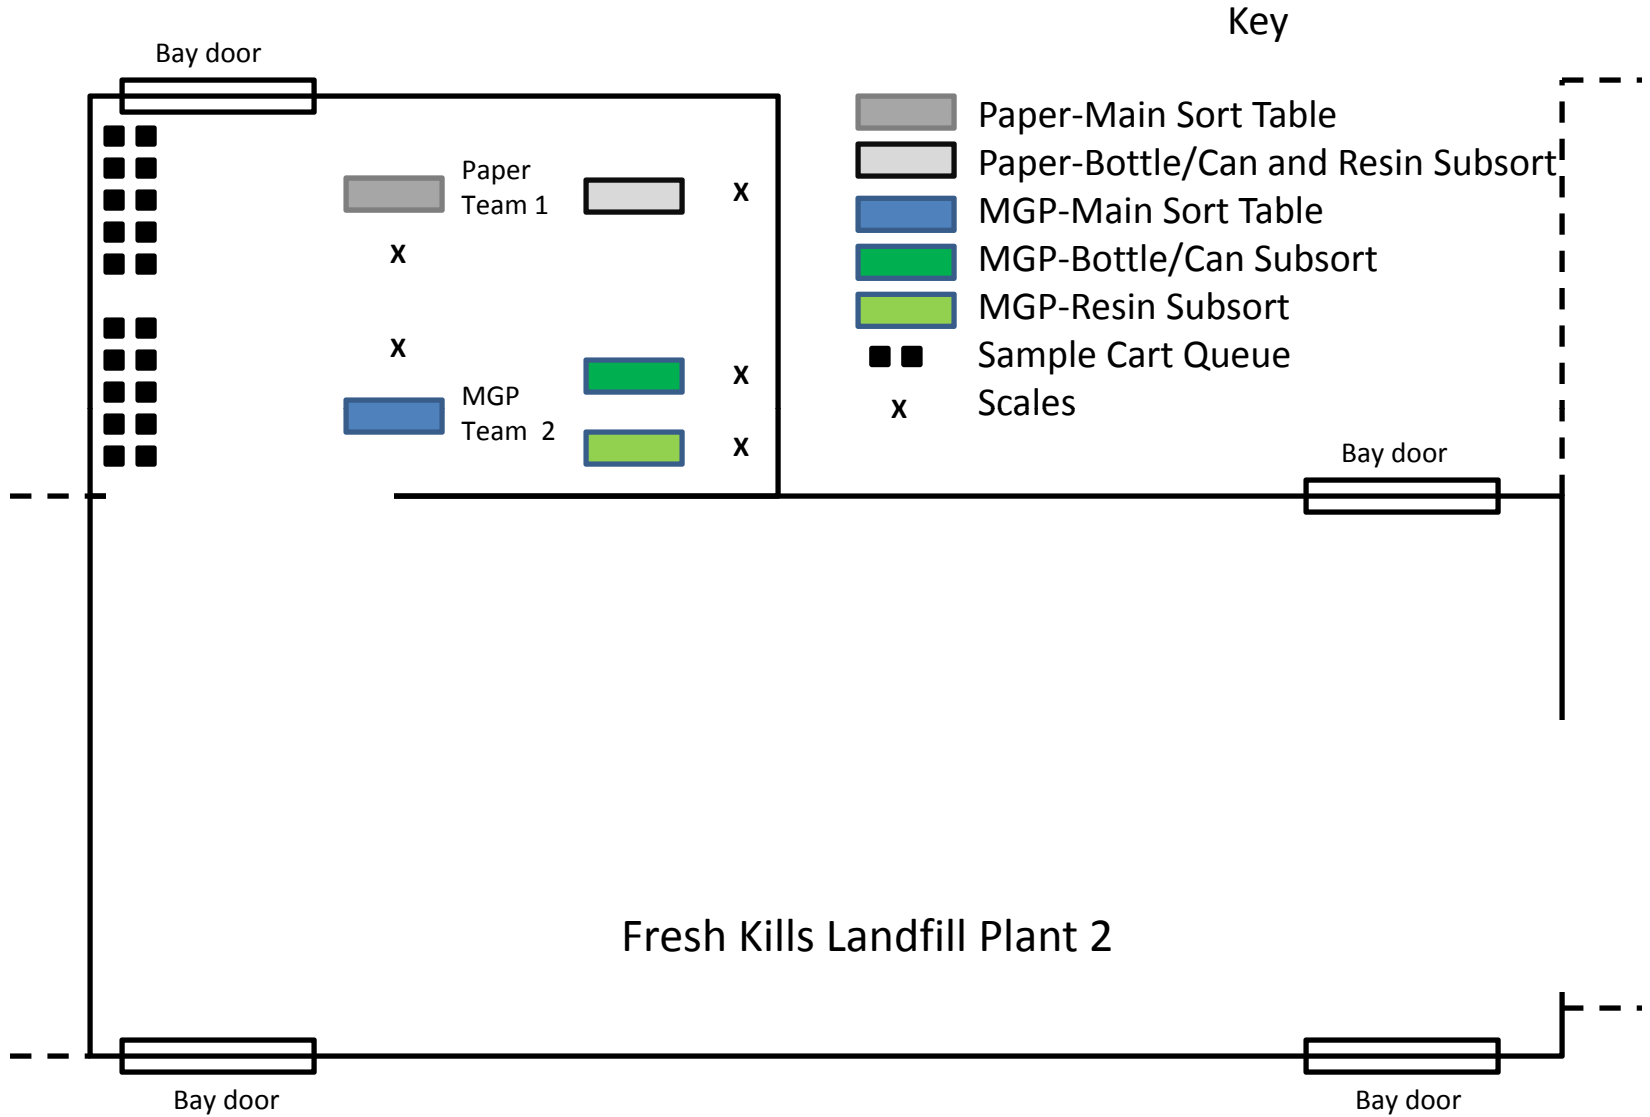 Key
Bay door
Paper-Main Sort Table
Paper-Bottle/Can and Resin Subsort
MGP-Main Sort Table
MGP-Bottle/Can Subsort
MGP-Resin Subsort
Sample Cart Queue
x Scales
Paper
Team 1
x
x
x
MGP
Team 2
x
x
Bay door
Fresh Kills Landfill Plant 2
Bay door
Bay door